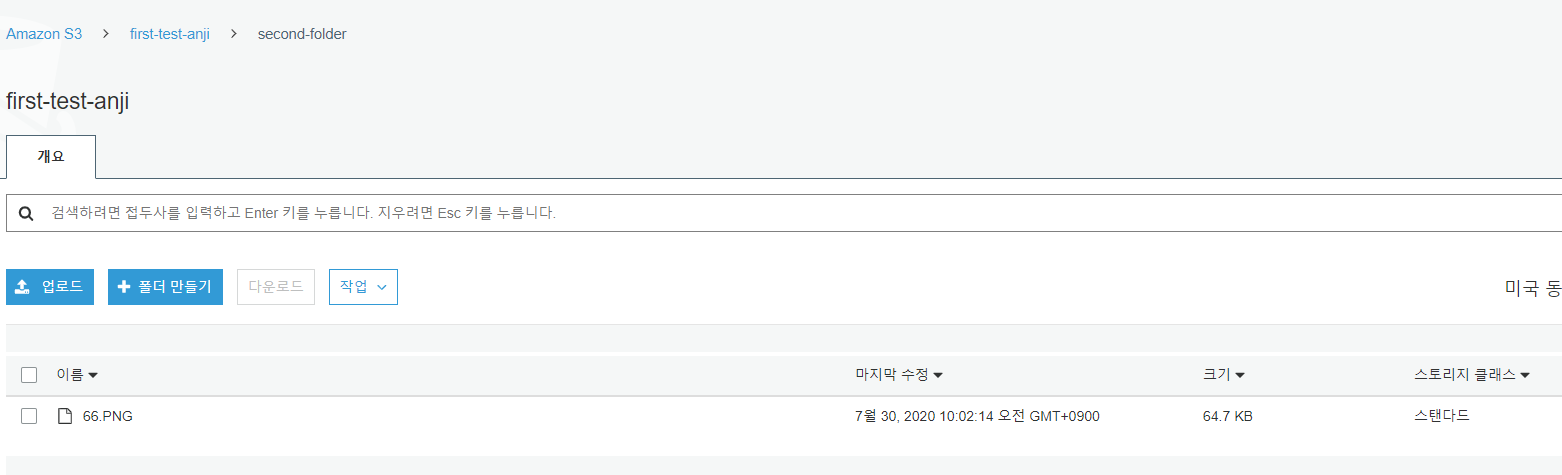 Amazon S3 > first-test-anji > second-folder
first-test-anji
개요
검색하려면 접두사를 입력하고 Enter 키를 누릅니다. 지우려면 Esc 키를 누릅니다.
업로드 + 폴더 만들기 다운로드 작업 미국 동
이름 마지막 수정 크기 스토리지 클래스
66.PNG 7월 30, 2020 10:02:14 오전 GMT+0900 64.7 KB 스탠다드